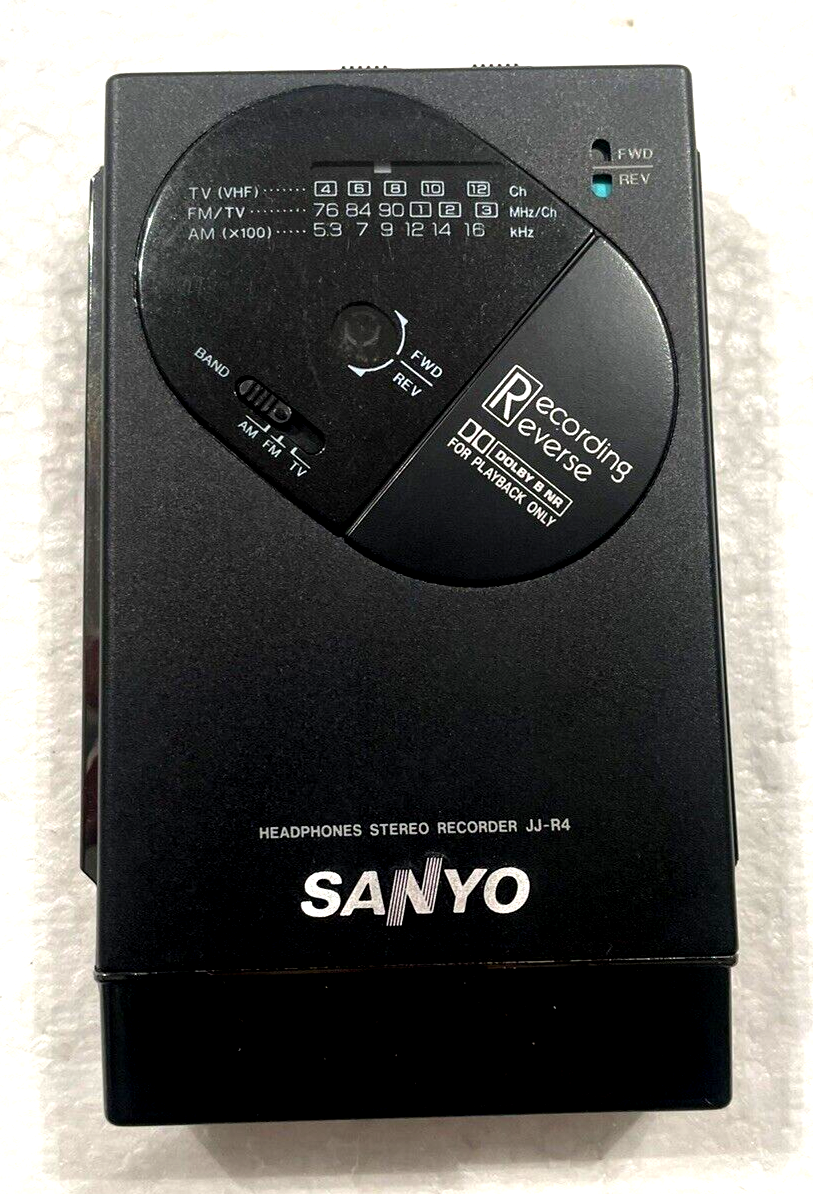 FWD
REV
TV (VHF) ······· 4 6 8 10 12 Ch
FM/TV ········· 76 84 90 1 2 3 MHz/Ch
AM (×100) ····· 5.3 7 9 12 14 16 kHz
FWD
REV
BAND
AM FM TV
Recording
Reverse
DOLBY B NR
FOR PLAYBACK ONLY
HEADPHONES STEREO RECORDER JJ-R4
SANYO